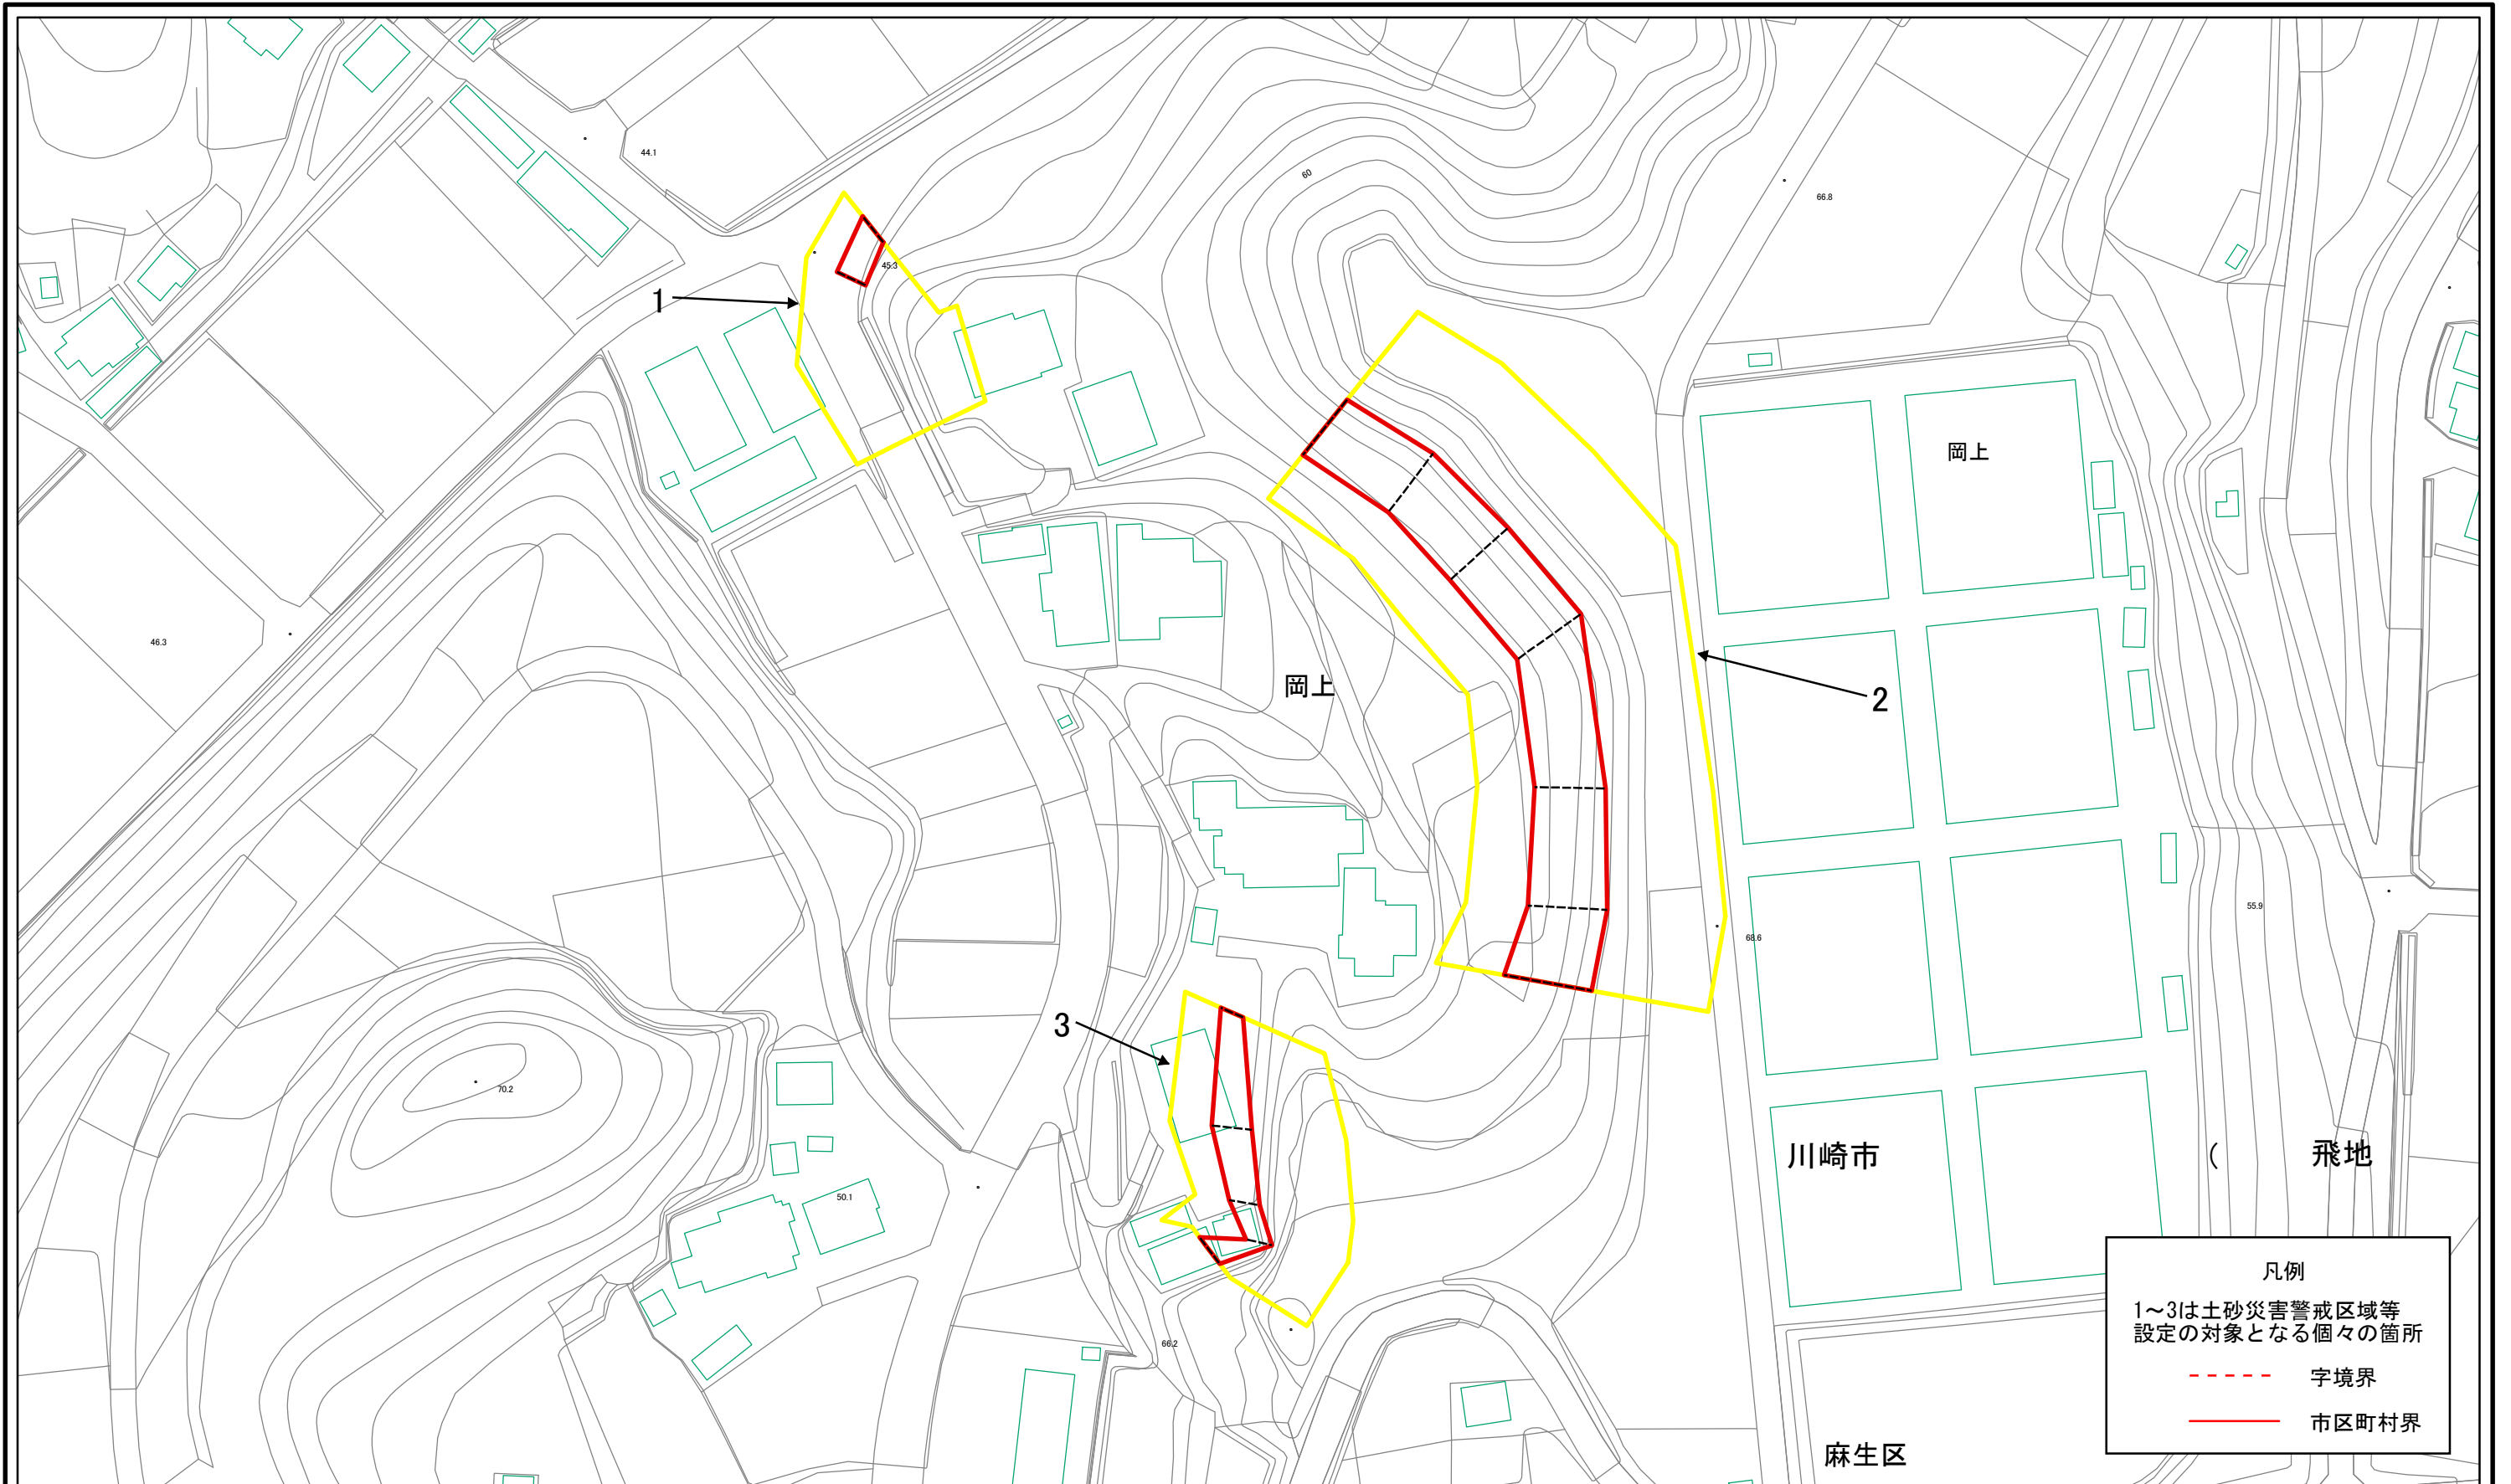 44.1
60
66.8
45.3
1
岡上
46.3
岡上
2
55.9
68.6
3
70.2
川崎市
(
飛地
50.1
66.2
凡例
1～3は土砂災害警戒区域等
設定の対象となる個々の箇所
字境界
市区町村界
麻生区